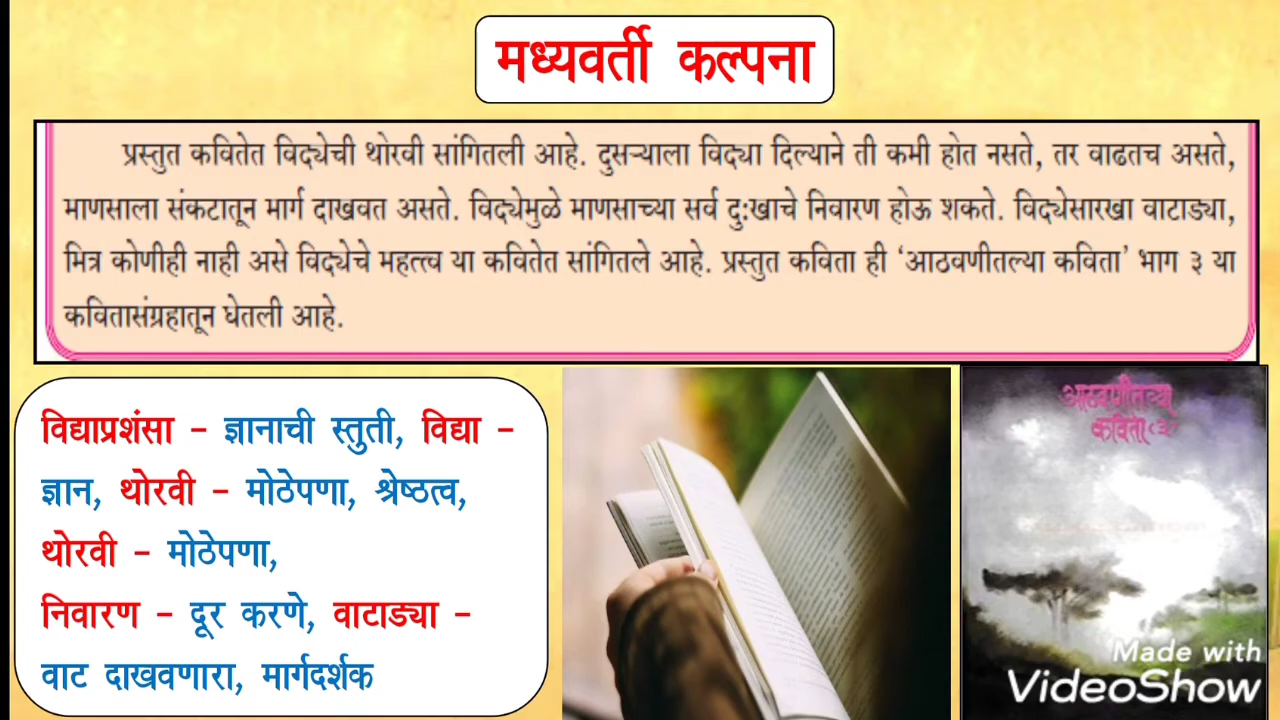 मध्यवर्ती कल्पना
प्रस्तुत कवितेत विद्येची थोरवी सांगितली आहे. दुसऱ्याला विद्या दिल्याने ती कमी होत नसते, तर वाढतच असते,
माणसाला संकटातून मार्ग दाखवत असते. विद्येमुळे माणसाच्या सर्व दुःखाचे निवारण होऊ शकते. विद्येसारखा वाटाड्या,
मित्र कोणीही नाही असे विद्येचे महत्त्व या कवितेत सांगितले आहे. प्रस्तुत कविता ही ‘आठवणीतल्या कविता’ भाग ३ या
कवितासंग्रहातून घेतली आहे.
विद्याप्रशंसा – ज्ञानाची स्तुती, विद्या –
ज्ञान, थोरवी – मोठेपणा, श्रेष्ठत्व,
थोरवी – मोठेपणा,
निवारण – दूर करणे, वाटाड्या –
वाट दाखवणारा, मार्गदर्शक
आठवणीतल्या
कविता (३)
Made with
VideoShow